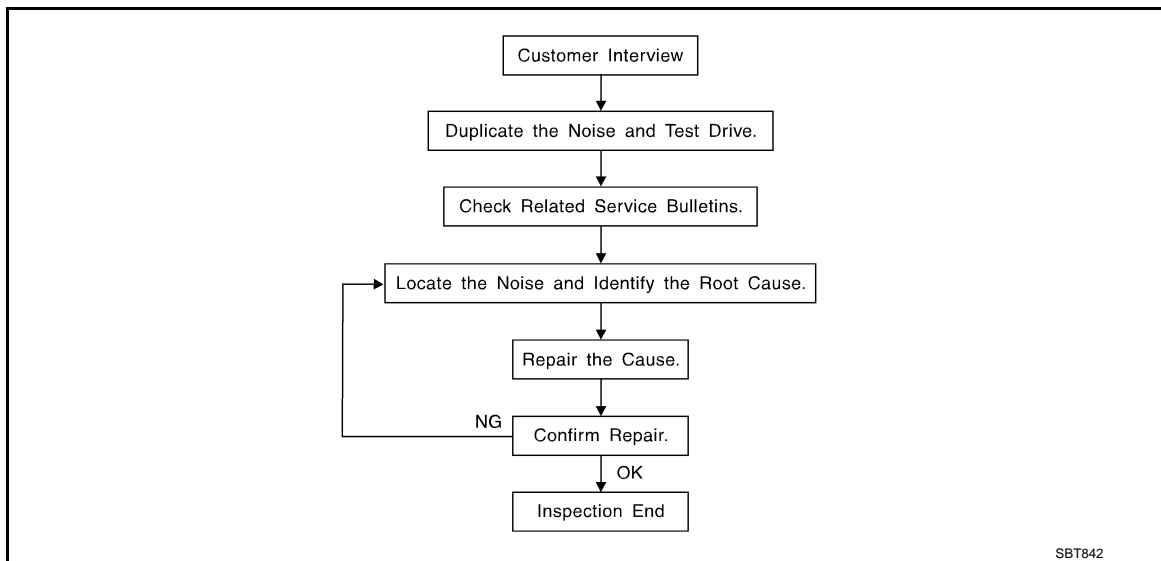 Customer Interview
Duplicate the Noise and Test Drive.
Check Related Service Bulletins.
Locate the Noise and Identify the Root Cause.
Repair the Cause.
NG
Confirm Repair.
OK
Inspection End
SBT842